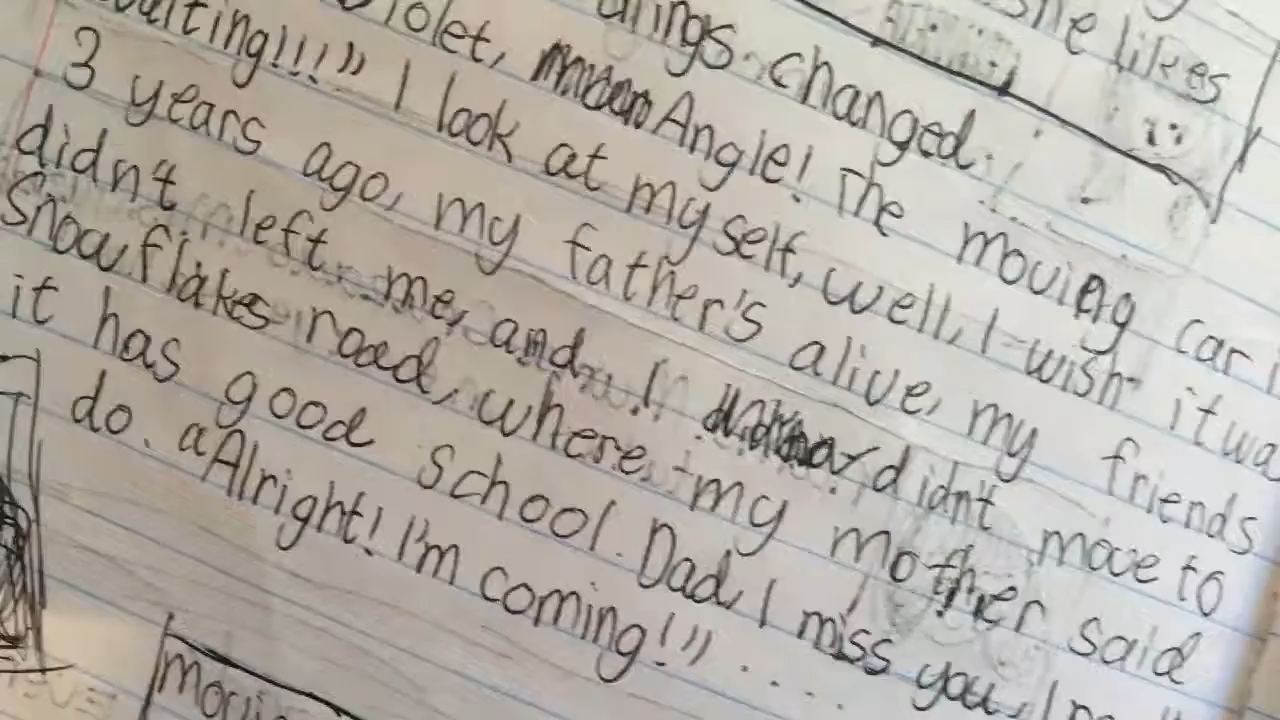 she likes
changed.
Violet, Angle! The moving car
waiting!!!" I look at myself, well, I wish it wa
3 years ago, my father's alive, my friends
didn't left me, and I didn't move to
Snowflakes road, where my mother said
it has good school. Dad, I miss you, I
do. "Alright! I'm coming!" ...